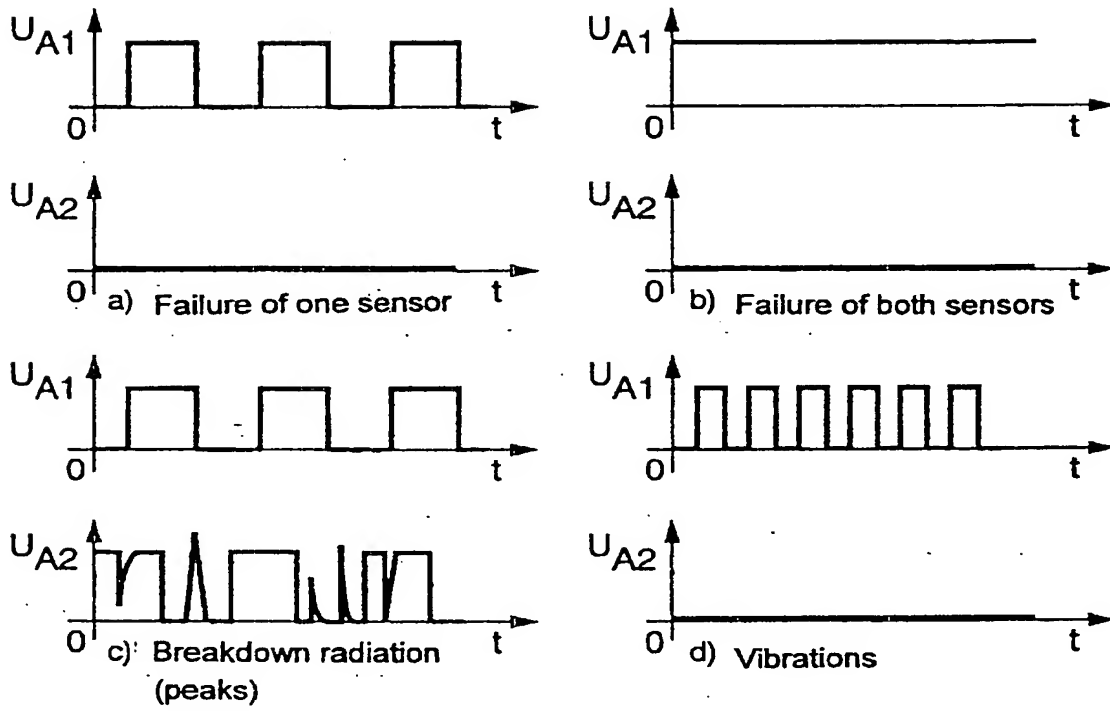 U_A1
0
t
U_A2
0
t
a) Failure of one sensor
U_A1
0
t
U_A2
0
t
b) Failure of both sensors
U_A1
0
t
U_A2
0
t
c) Breakdown radiation
(peaks)
U_A1
0
t
U_A2
0
t
d) Vibrations